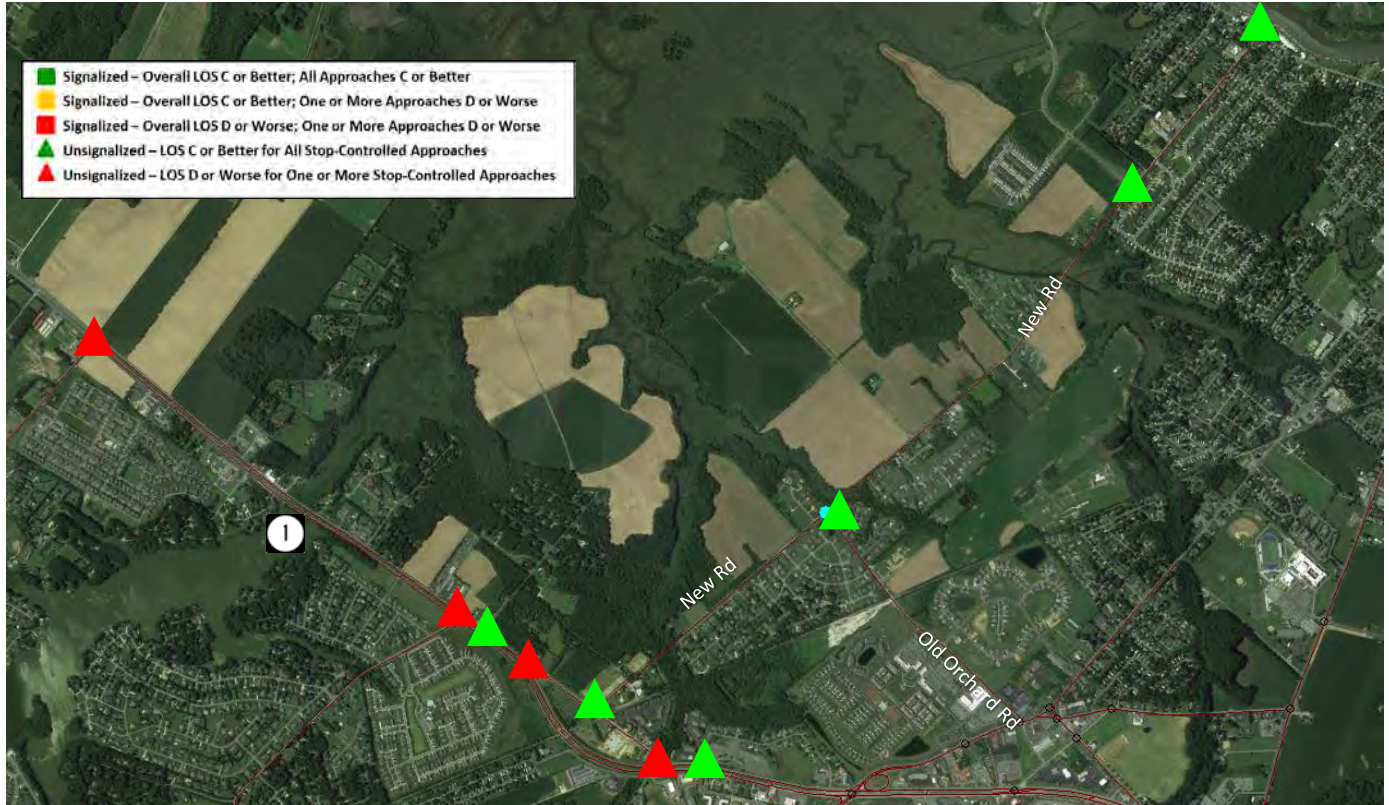 Signalized – Overall LOS C or Better; All Approaches C or Better
Signalized – Overall LOS C or Better; One or More Approaches D or Worse
Signalized – Overall LOS D or Worse; One or More Approaches D or Worse
Unsignalized – LOS C or Better for All Stop-Controlled Approaches
Unsignalized – LOS D or Worse for One or More Stop-Controlled Approaches
New Rd
1
New Rd
Old Orchard Rd